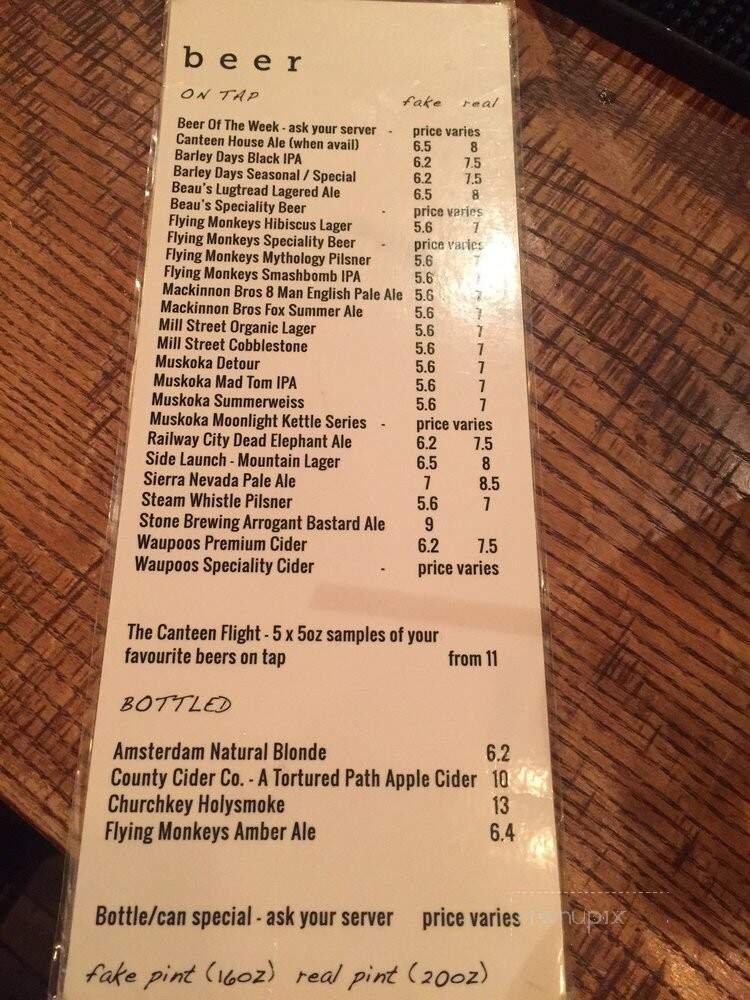 beer
ON TAP fake real
Beer Of The Week - ask your server - price varies
Canteen House Ale (when avail) 6.5 8
Barley Days Black IPA 6.2 7.5
Barley Days Seasonal / Special 6.2 7.5
Beau's Lugtread Lagered Ale 6.5 8
Beau's Speciality Beer - price varies
Flying Monkeys Hibiscus Lager 5.6 7
Flying Monkeys Speciality Beer - price varies
Flying Monkeys Mythology Pilsner 5.6 7
Flying Monkeys Smashbomb IPA 5.6 7
Mackinnon Bros 8 Man English Pale Ale 5.6 7
Mackinnon Bros Fox Summer Ale 5.6 7
Mill Street Organic Lager 5.6 7
Mill Street Cobblestone 5.6 7
Muskoka Detour 5.6 7
Muskoka Mad Tom IPA 5.6 7
Muskoka Summerweiss 5.6 7
Muskoka Moonlight Kettle Series - price varies
Railway City Dead Elephant Ale 6.2 7.5
Side Launch - Mountain Lager 6.5 8
Sierra Nevada Pale Ale 7 8.5
Steam Whistle Pilsner 5.6 7
Stone Brewing Arrogant Bastard Ale 9
Waupoos Premium Cider 6.2 7.5
Waupoos Speciality Cider - price varies
The Canteen Flight - 5 x 5oz samples of your
favourite beers on tap from 11
BOTTLED
Amsterdam Natural Blonde 6.2
County Cider Co. - A Tortured Path Apple Cider 10
Churchkey Holysmoke 13
Flying Monkeys Amber Ale 6.4
Bottle/can special - ask your server price varies
menupix
fake pint (16oz) real pint (20oz)